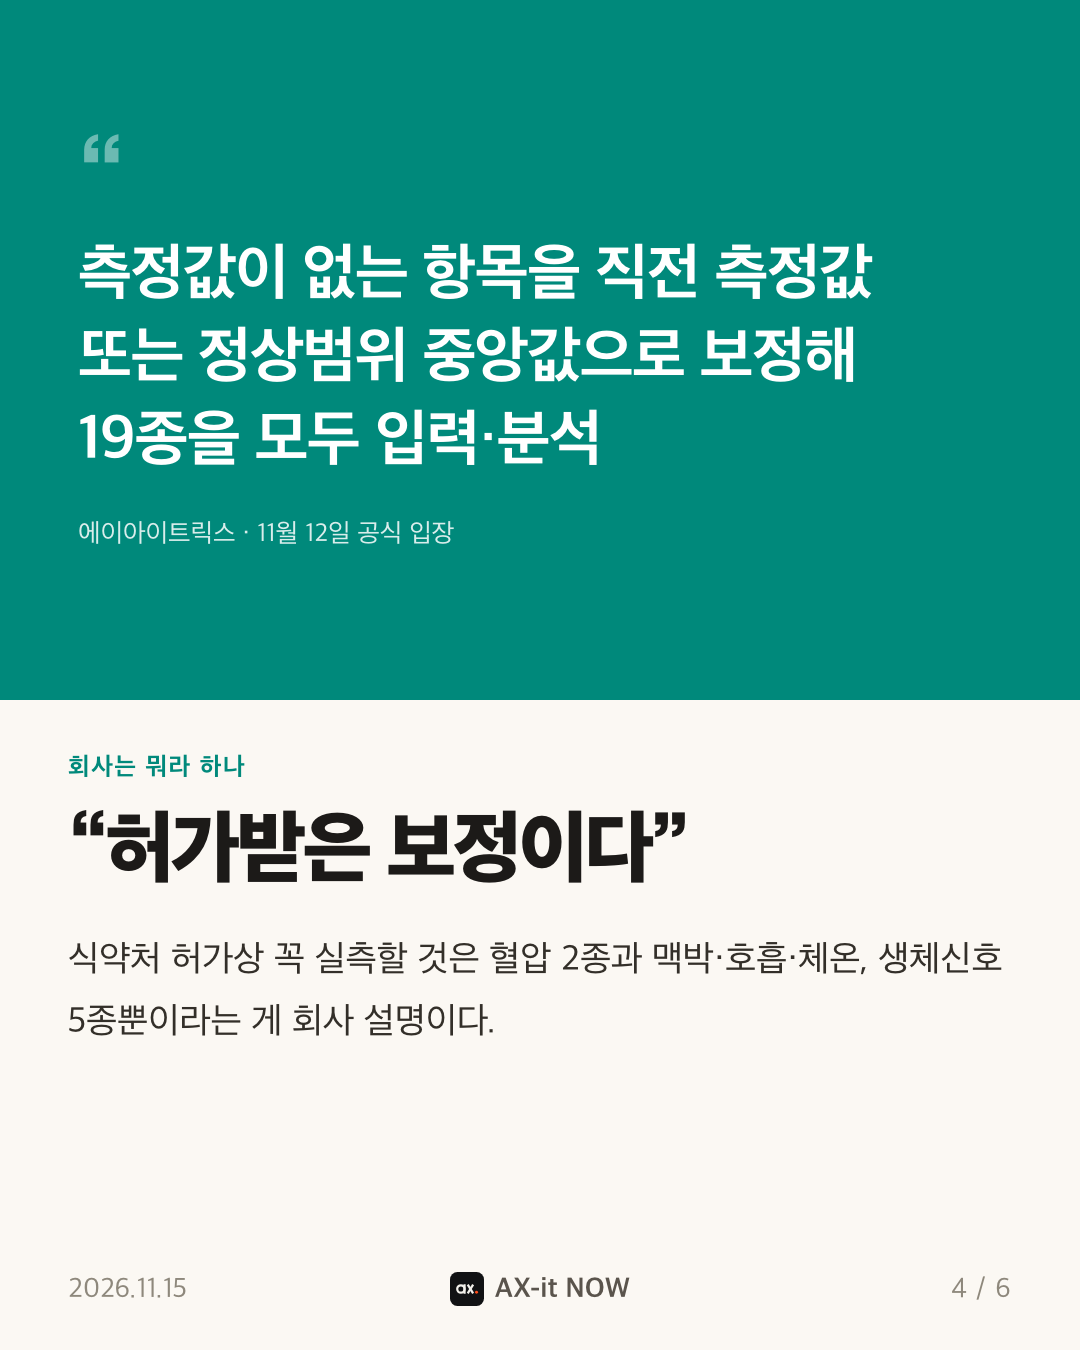 “
측정값이 없는 항목을 직전 측정값
또는 정상범위 중앙값으로 보정해
19종을 모두 입력·분석
에이아이트릭스 · 11월 12일 공식 입장
회사는 뭐라 하나
“허가받은 보정이다”
식약처 허가상 꼭 실측할 것은 혈압 2종과 맥박·호흡·체온, 생체신호
5종뿐이라는 게 회사 설명이다.
2026.11.15
ax. AX-it NOW
4 / 6